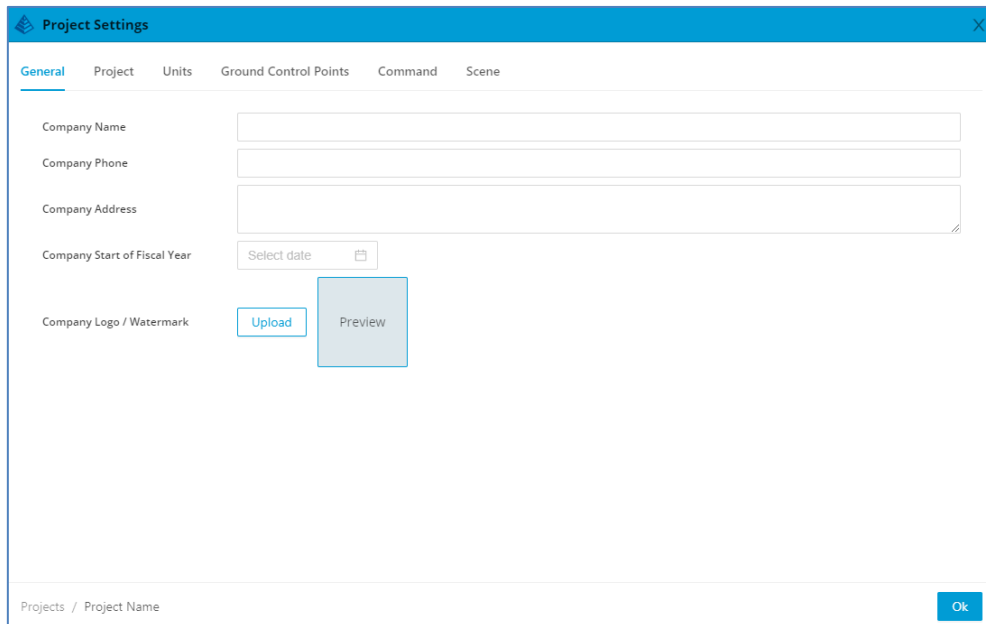 Project Settings X
General Project Units Ground Control Points Command Scene
Company Name
Company Phone
Company Address
Company Start of Fiscal Year Select date
Company Logo / Watermark Upload Preview
Projects / Project Name Ok